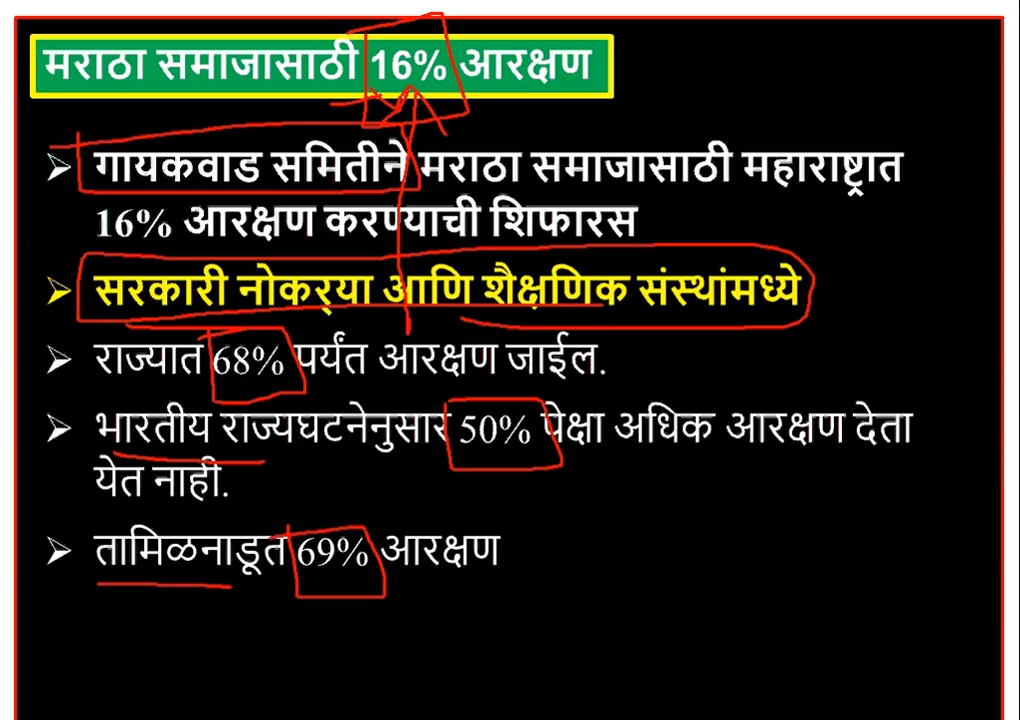 मराठा समाजासाठी 16% आरक्षण
➢ गायकवाड समितीने मराठा समाजासाठी महाराष्ट्रात
16% आरक्षण करण्याची शिफारस
➢ सरकारी नोकऱ्या आणि शैक्षणिक संस्थांमध्ये
➢ राज्यात 68% पर्यंत आरक्षण जाईल.
➢ भारतीय राज्यघटनेनुसार 50% पेक्षा अधिक आरक्षण देता
येत नाही.
➢ तामिळनाडूत 69% आरक्षण